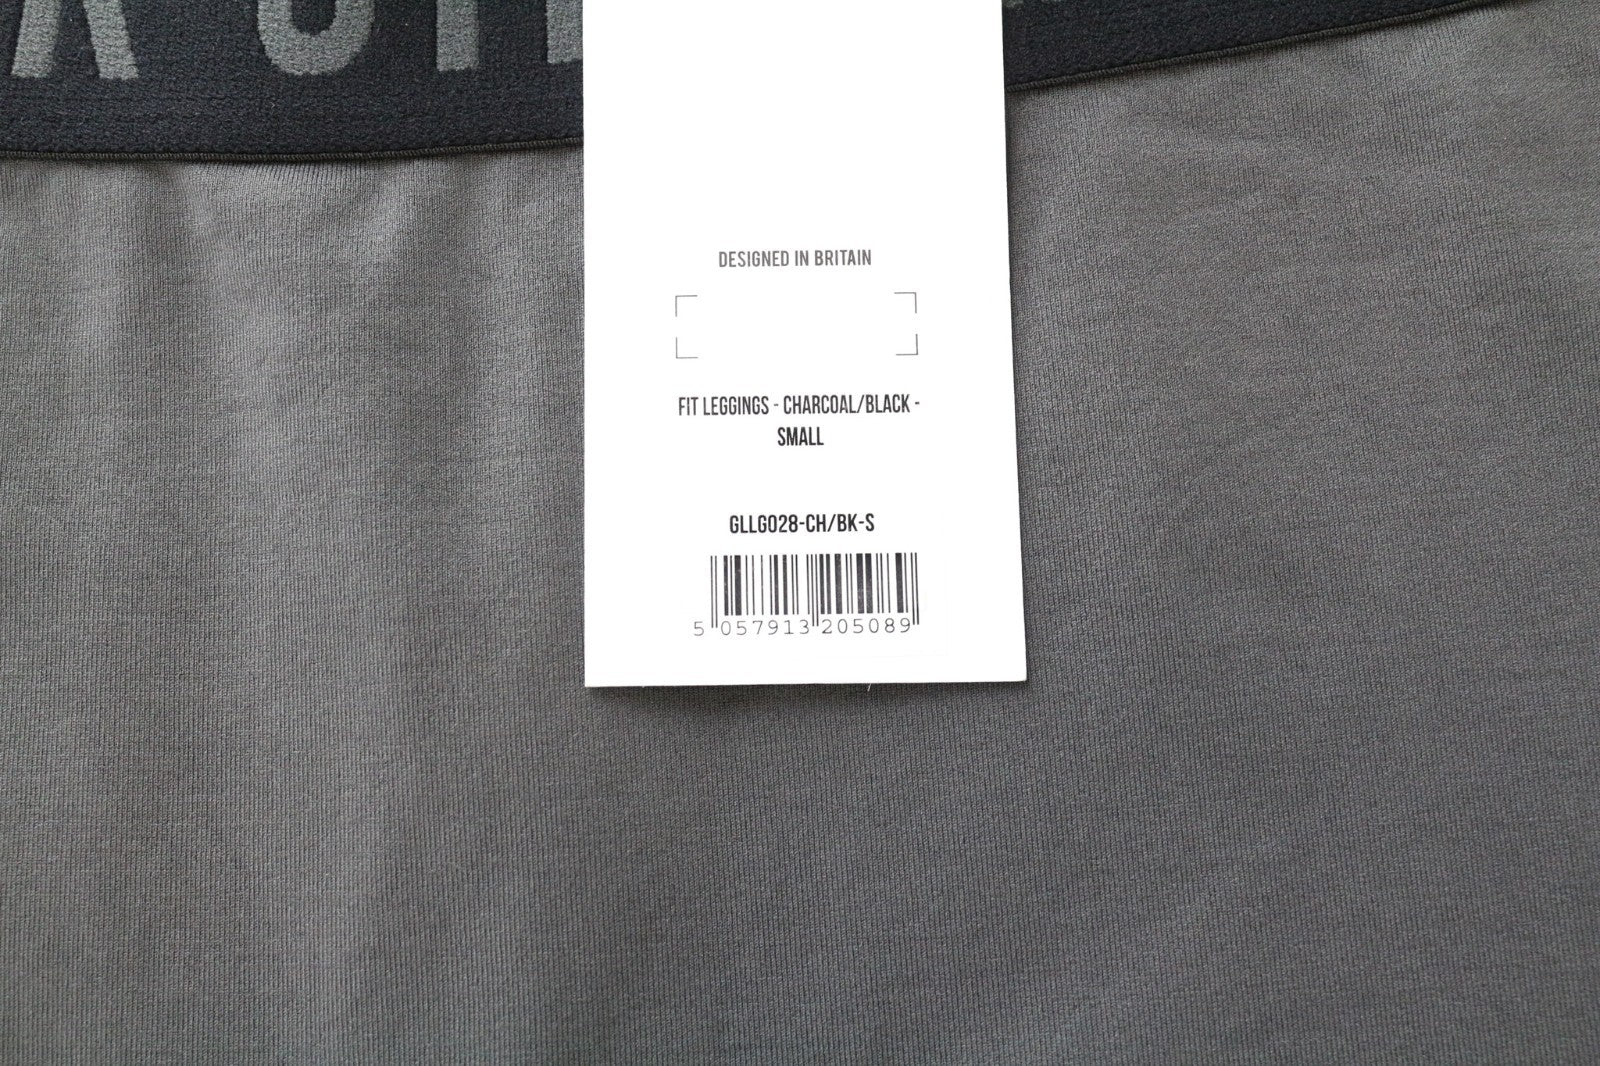 DESIGNED IN BRITAIN
FIT LEGGINGS - CHARCOAL/BLACK -
SMALL
GLLG028-CH/BK-S
5 057913 205089